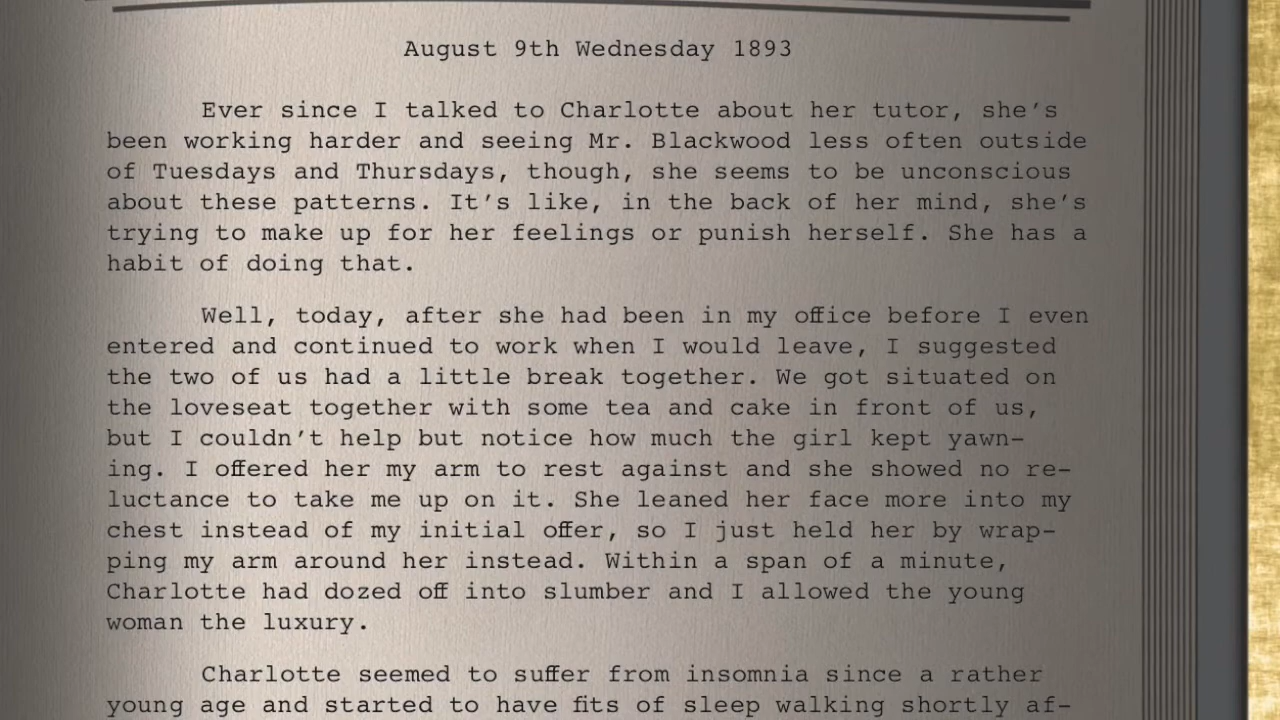 August 9th Wednesday 1893
Ever since I talked to Charlotte about her tutor, she's
been working harder and seeing Mr. Blackwood less often outside
of Tuesdays and Thursdays, though, she seems to be unconscious
about these patterns. It's like, in the back of her mind, she's
trying to make up for her feelings or punish herself. She has a
habit of doing that.
Well, today, after she had been in my office before I even
entered and continued to work when I would leave, I suggested
the two of us had a little break together. We got situated on
the loveseat together with some tea and cake in front of us,
but I couldn't help but notice how much the girl kept yawn-
ing. I offered her my arm to rest against and she showed no re-
luctance to take me up on it. She leaned her face more into my
chest instead of my initial offer, so I just held her by wrap-
ping my arm around her instead. Within a span of a minute,
Charlotte had dozed off into slumber and I allowed the young
woman the luxury.
Charlotte seemed to suffer from insomnia since a rather
young age and started to have fits of sleep walking shortly af-